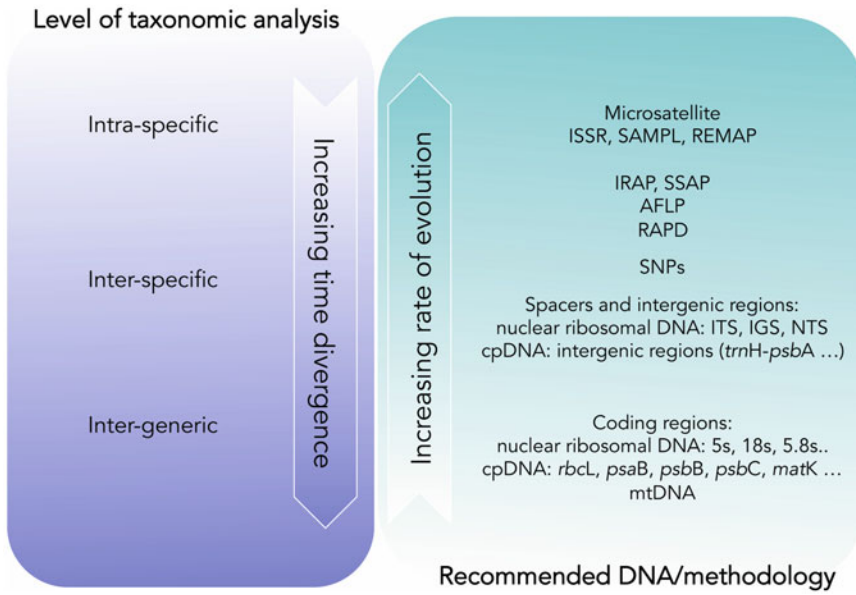 Level of taxonomic analysis
Intra-specific
Inter-specific
Inter-generic
Increasing time
divergence
Increasing rate of evolution
Microsatellite
ISSR, SAMPL, REMAP
IRAP, SSAP
AFLP
RAPD
SNPs
Spacers and intergenic regions:
nuclear ribosomal DNA: ITS, IGS, NTS
cpDNA: intergenic regions (trnH-psbA ...)
Coding regions:
nuclear ribosomal DNA: 5s, 18s, 5.8s..
cpDNA: rbcL, psaB, psbB, psbC, matK ...
mtDNA
Recommended DNA/methodology